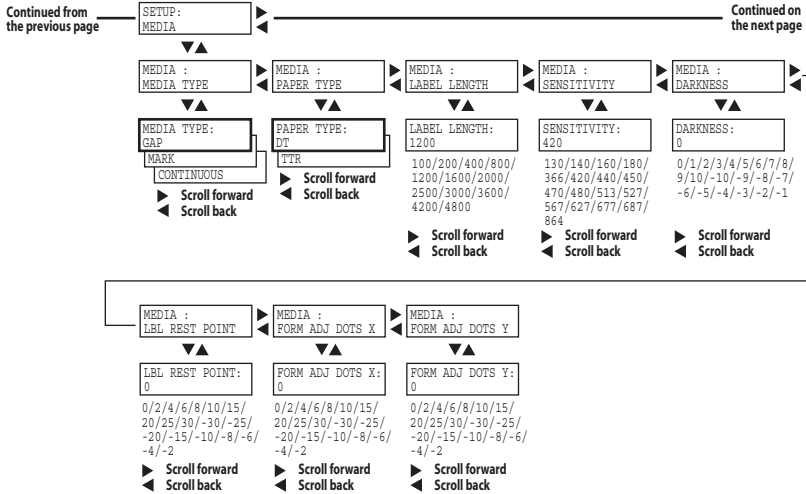 Continued from
the previous page
SETUP:
MEDIA
Continued on
the next page
MEDIA :
MEDIA TYPE
MEDIA :
PAPER TYPE
MEDIA :
LABEL LENGTH
MEDIA :
SENSITIVITY
MEDIA :
DARKNESS
MEDIA TYPE:
GAP
MARK
CONTINUOUS
Scroll forward
Scroll back
PAPER TYPE:
DT
TTR
Scroll forward
Scroll back
LABEL LENGTH:
1200
100/200/400/800/
1200/1600/2000/
2500/3000/3600/
4200/4800
Scroll forward
Scroll back
SENSITIVITY:
420
130/140/160/180/
366/420/440/450/
470/480/513/527/
567/627/677/687/
864
Scroll forward
Scroll back
DARKNESS:
0
0/1/2/3/4/5/6/7/8/
9/10/-10/-9/-8/-7/
-6/-5/-4/-3/-2/-1
Scroll forward
Scroll back
MEDIA :
LBL REST POINT
MEDIA :
FORM ADJ DOTS X
MEDIA :
FORM ADJ DOTS Y
LBL REST POINT:
0
0/2/4/6/8/10/15/
20/25/30/-30/-25/
-20/-15/-10/-8/-6/
-4/-2
Scroll forward
Scroll back
FORM ADJ DOTS X:
0
0/2/4/6/8/10/15/
20/25/30/-30/-25/
-20/-15/-10/-8/-6/
-4/-2
Scroll forward
Scroll back
FORM ADJ DOTS Y:
0
0/2/4/6/8/10/15/
20/25/30/-30/-25/
-20/-15/-10/-8/-6/
-4/-2
Scroll forward
Scroll back